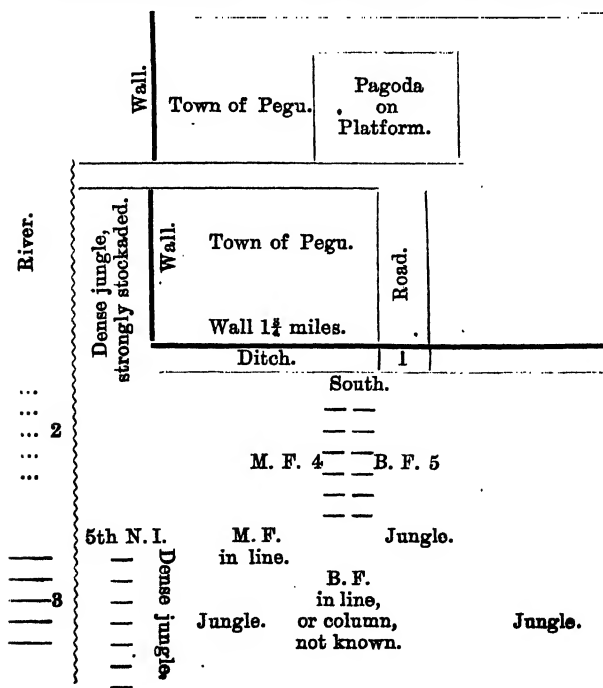 Wall.
Town of Pegu.
Pagoda
on
Platform.
River.
Dense jungle,
strongly stockaded.
Wall.
Town of Pegu.
Road.
Wall 1¾ miles.
Ditch.
1
South.
2
M. F. 4
B. F. 5
5th N. I.
M. F.
in line.
Jungle.
3
Dense jungle.
Jungle.
B. F.
in line,
or column,
not known.
Jungle.